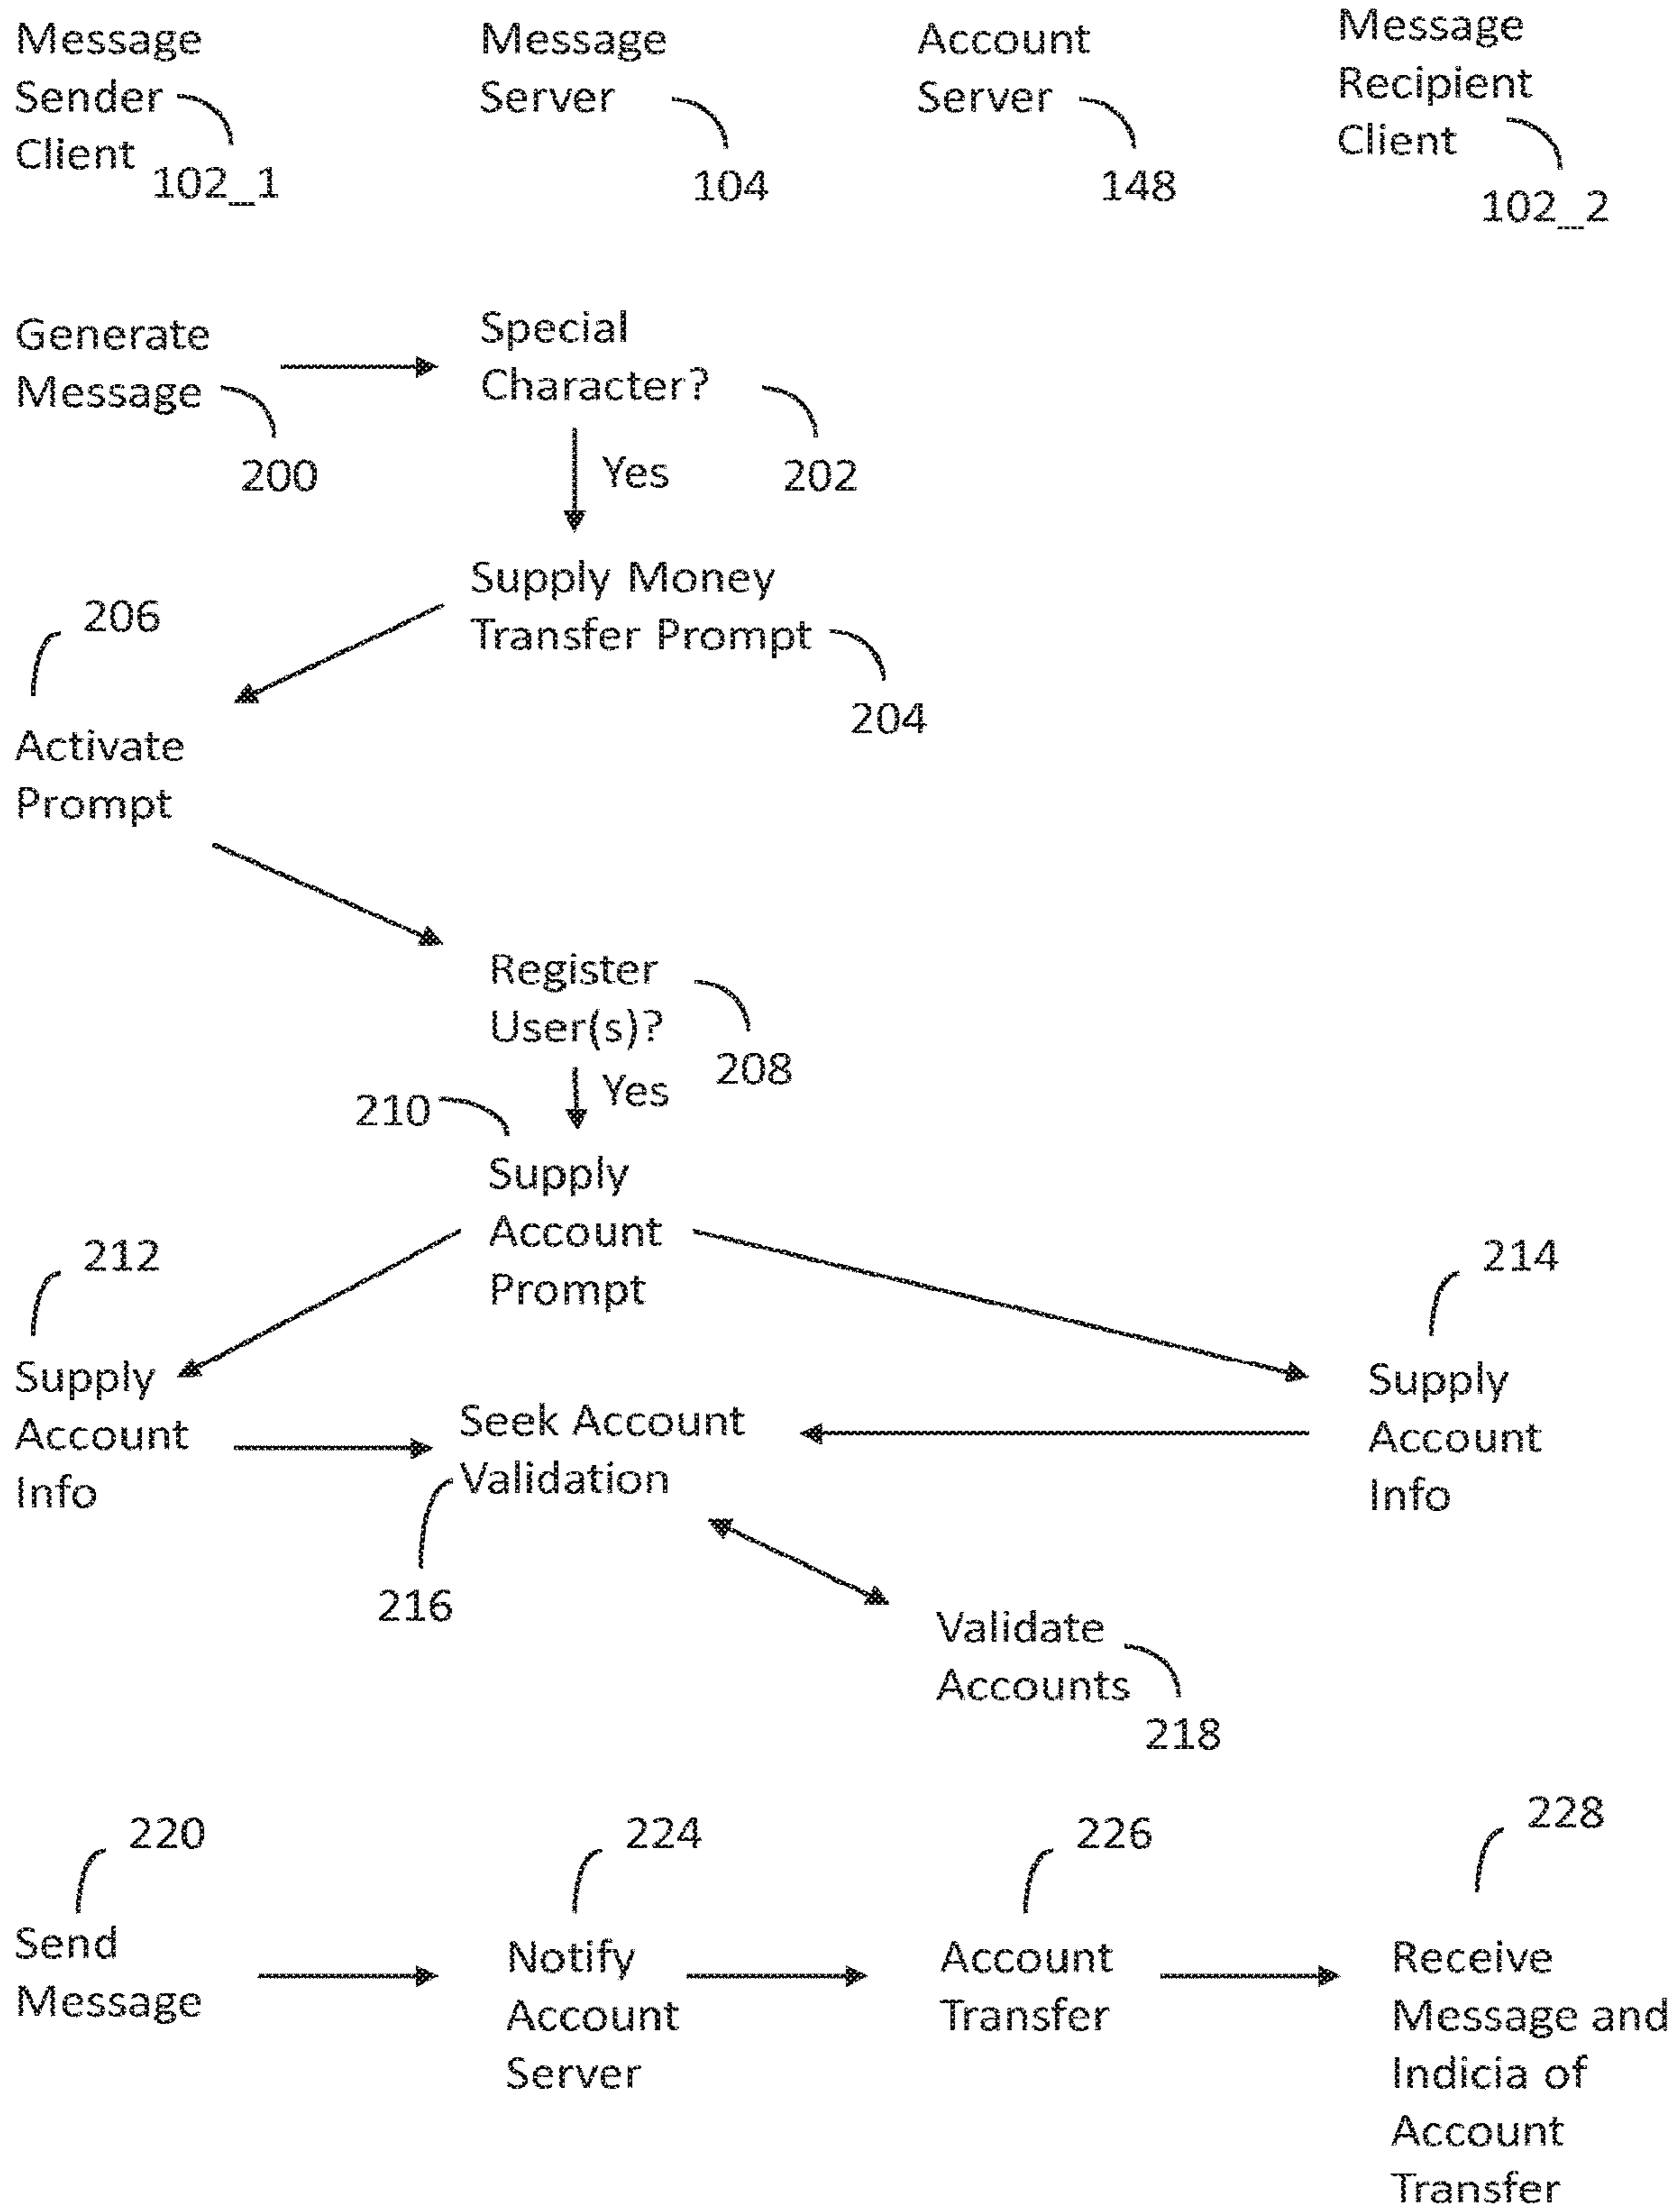 Message
Sender
Client
102_1
Message
Server
104
Account
Server
148
Message
Recipient
Client
102_2
Generate
Message
200
Special
Character?
202
Yes
Supply Money
Transfer Prompt
204
206
Activate
Prompt
Register
User(s)?
208
Yes
210
Supply
Account
Prompt
212
Supply
Account
Info
214
Supply
Account
Info
Seek Account
Validation
216
Validate
Accounts
218
220
Send
Message
224
Notify
Account
Server
226
Account
Transfer
228
Receive
Message and
Indicia of
Account
Transfer